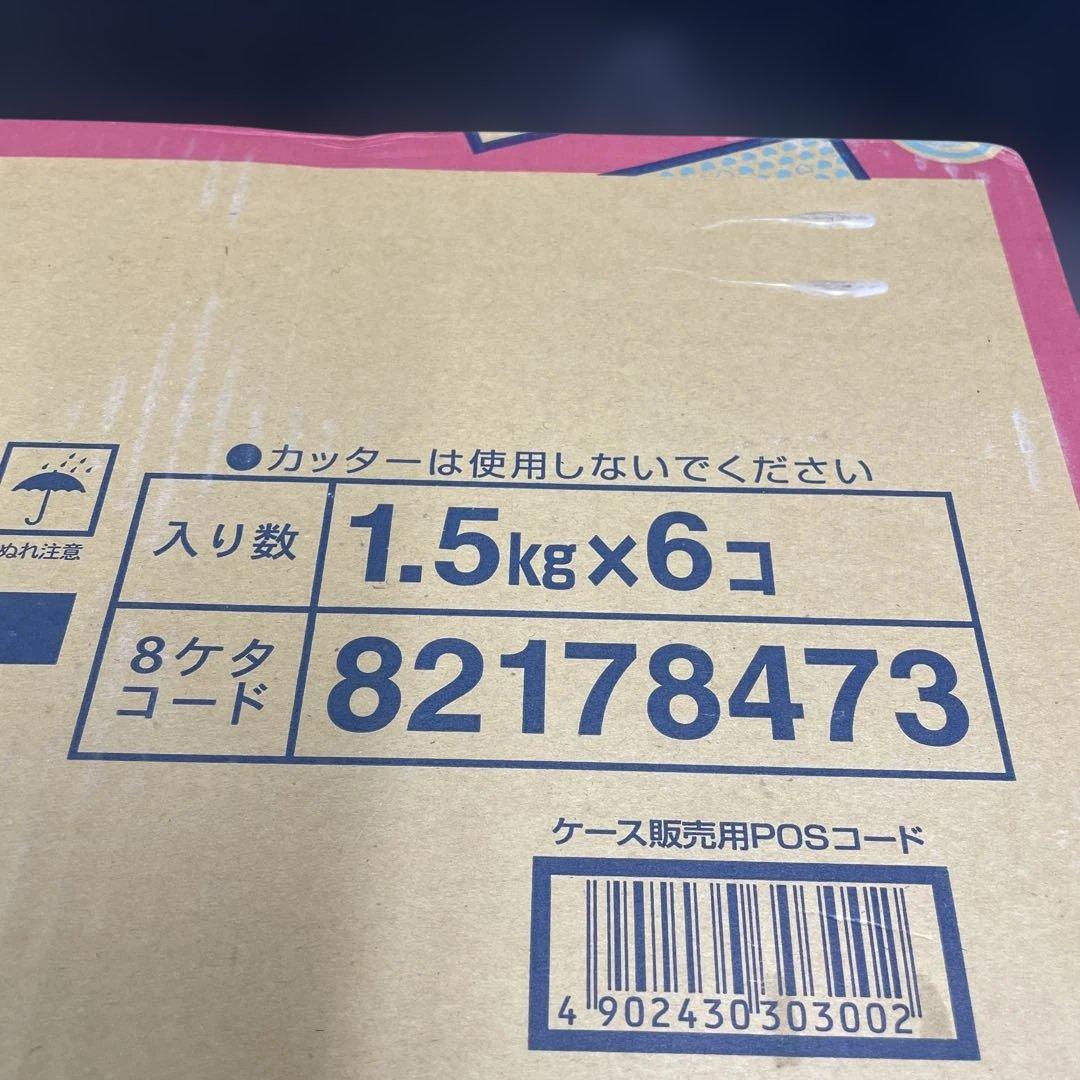 ●カッターは使用しないでください
ぬれ注意
入り数
1.5kg×6コ
8ケタ
コード
82178473
ケース販売用POSコード
4 902430 303002